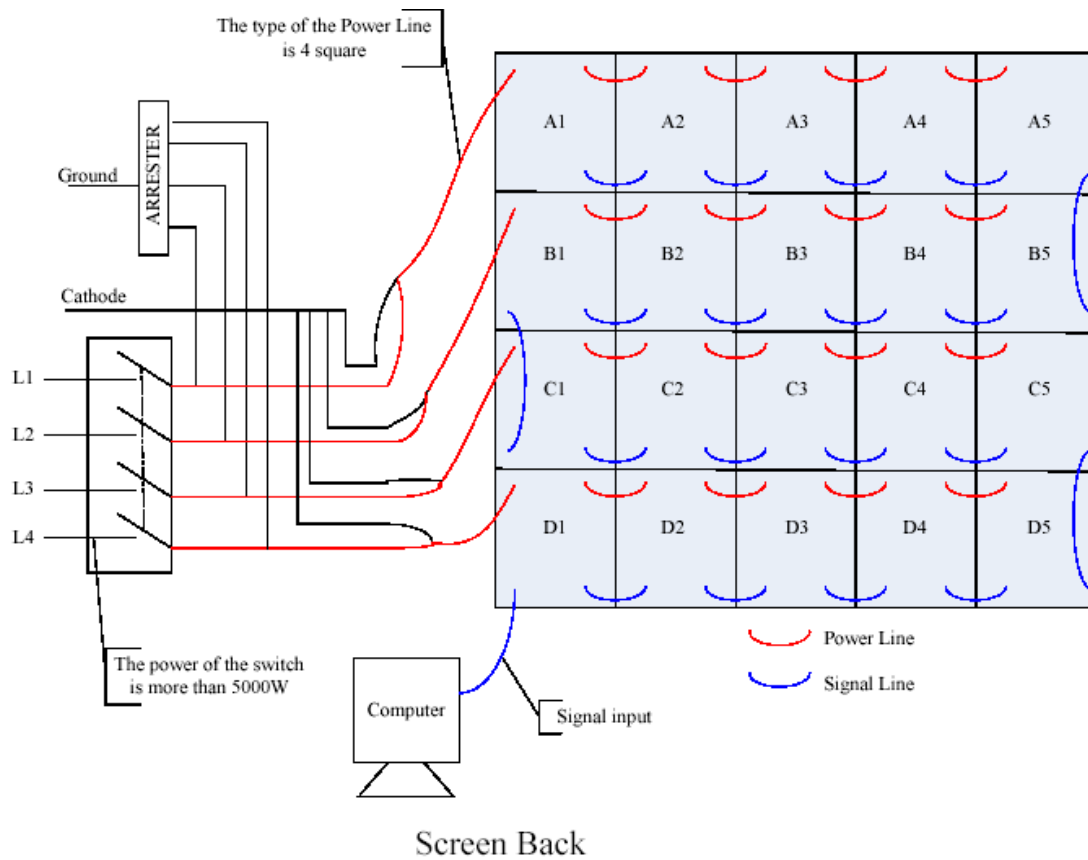 The type of the Power Line
is 4 square
ARRESTER
Ground
Cathode
L1
L2
L3
L4
A1 A2 A3 A4 A5
B1 B2 B3 B4 B5
C1 C2 C3 C4 C5
D1 D2 D3 D4 D5
The power of the switch
is more than 5000W
Computer
Signal input
Power Line
Signal Line
Screen Back